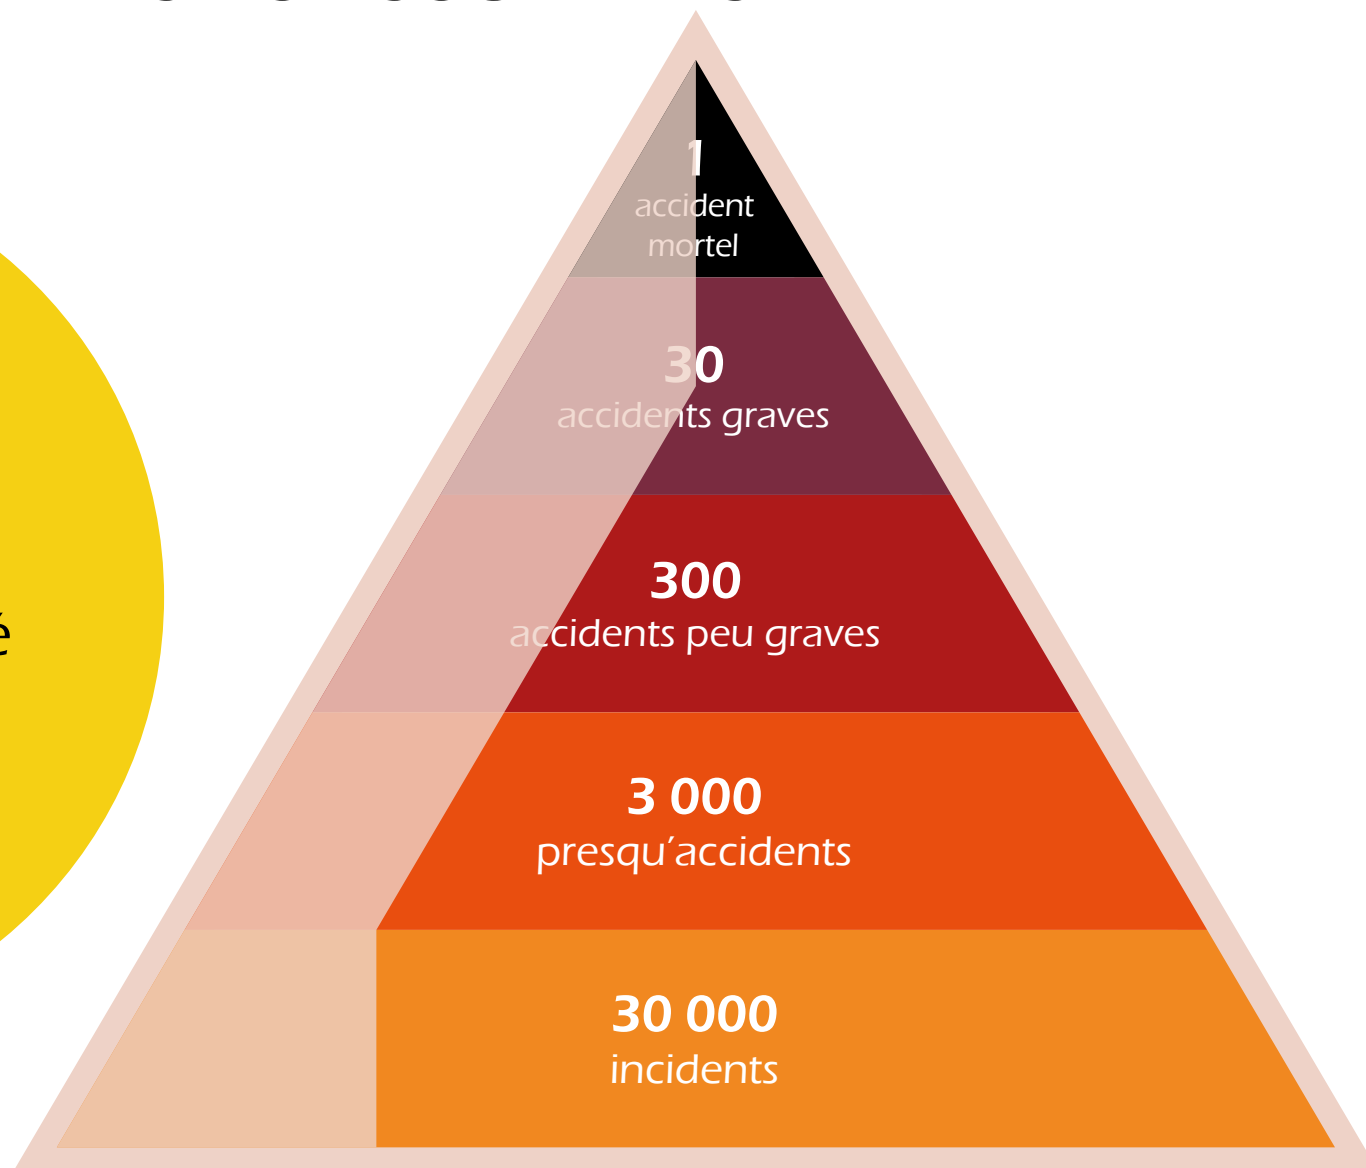 1
accident
mortel
30
accidents graves
300
accidents peu graves
é
3 000
presqu'accidents
30 000
incidents